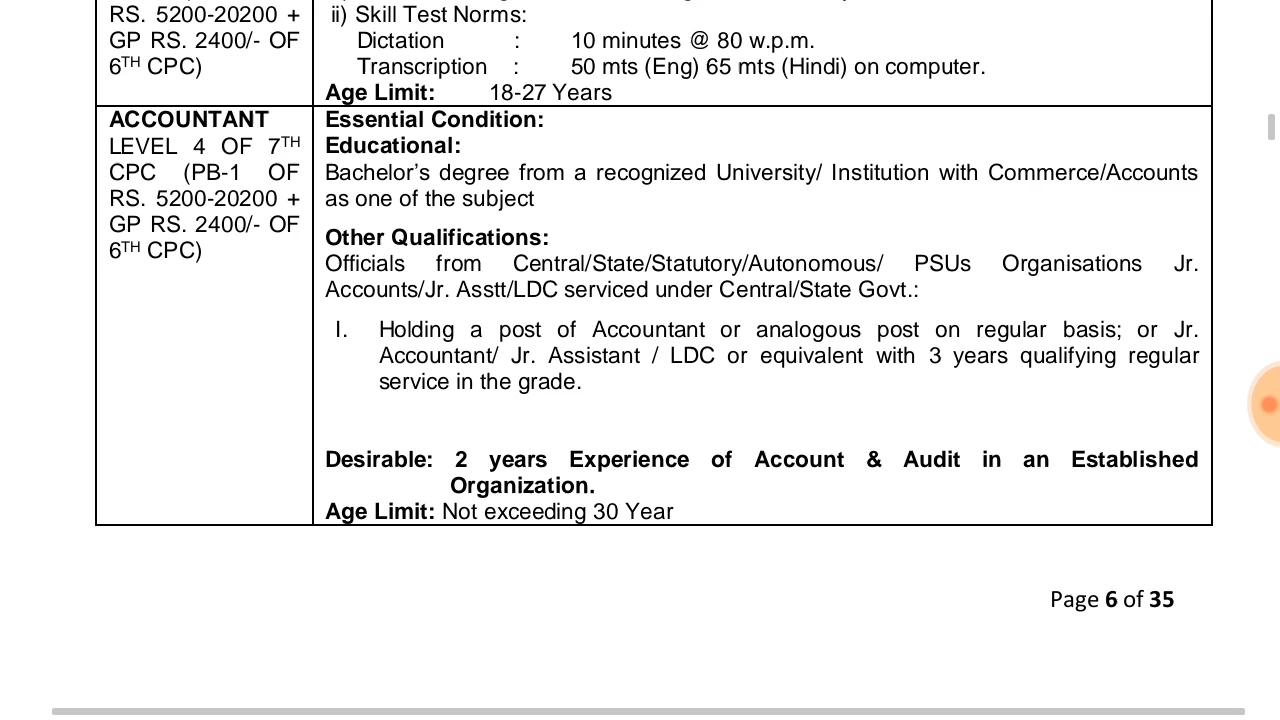 RS. 5200-20200 +
GP RS. 2400/- OF
6TH CPC)
ii) Skill Test Norms:
Dictation : 10 minutes @ 80 w.p.m.
Transcription : 50 mts (Eng) 65 mts (Hindi) on computer.
Age Limit: 18-27 Years
ACCOUNTANT
LEVEL 4 OF 7TH
CPC (PB-1 OF
RS. 5200-20200 +
GP RS. 2400/- OF
6TH CPC)
Essential Condition:
Educational:
Bachelor’s degree from a recognized University/ Institution with Commerce/Accounts
as one of the subject
Other Qualifications:
Officials from Central/State/Statutory/Autonomous/ PSUs Organisations Jr.
Accounts/Jr. Asstt/LDC serviced under Central/State Govt.:
I. Holding a post of Accountant or analogous post on regular basis; or Jr.
Accountant/ Jr. Assistant / LDC or equivalent with 3 years qualifying regular
service in the grade.
Desirable: 2 years Experience of Account & Audit in an Established
Organization.
Age Limit: Not exceeding 30 Year
Page 6 of 35